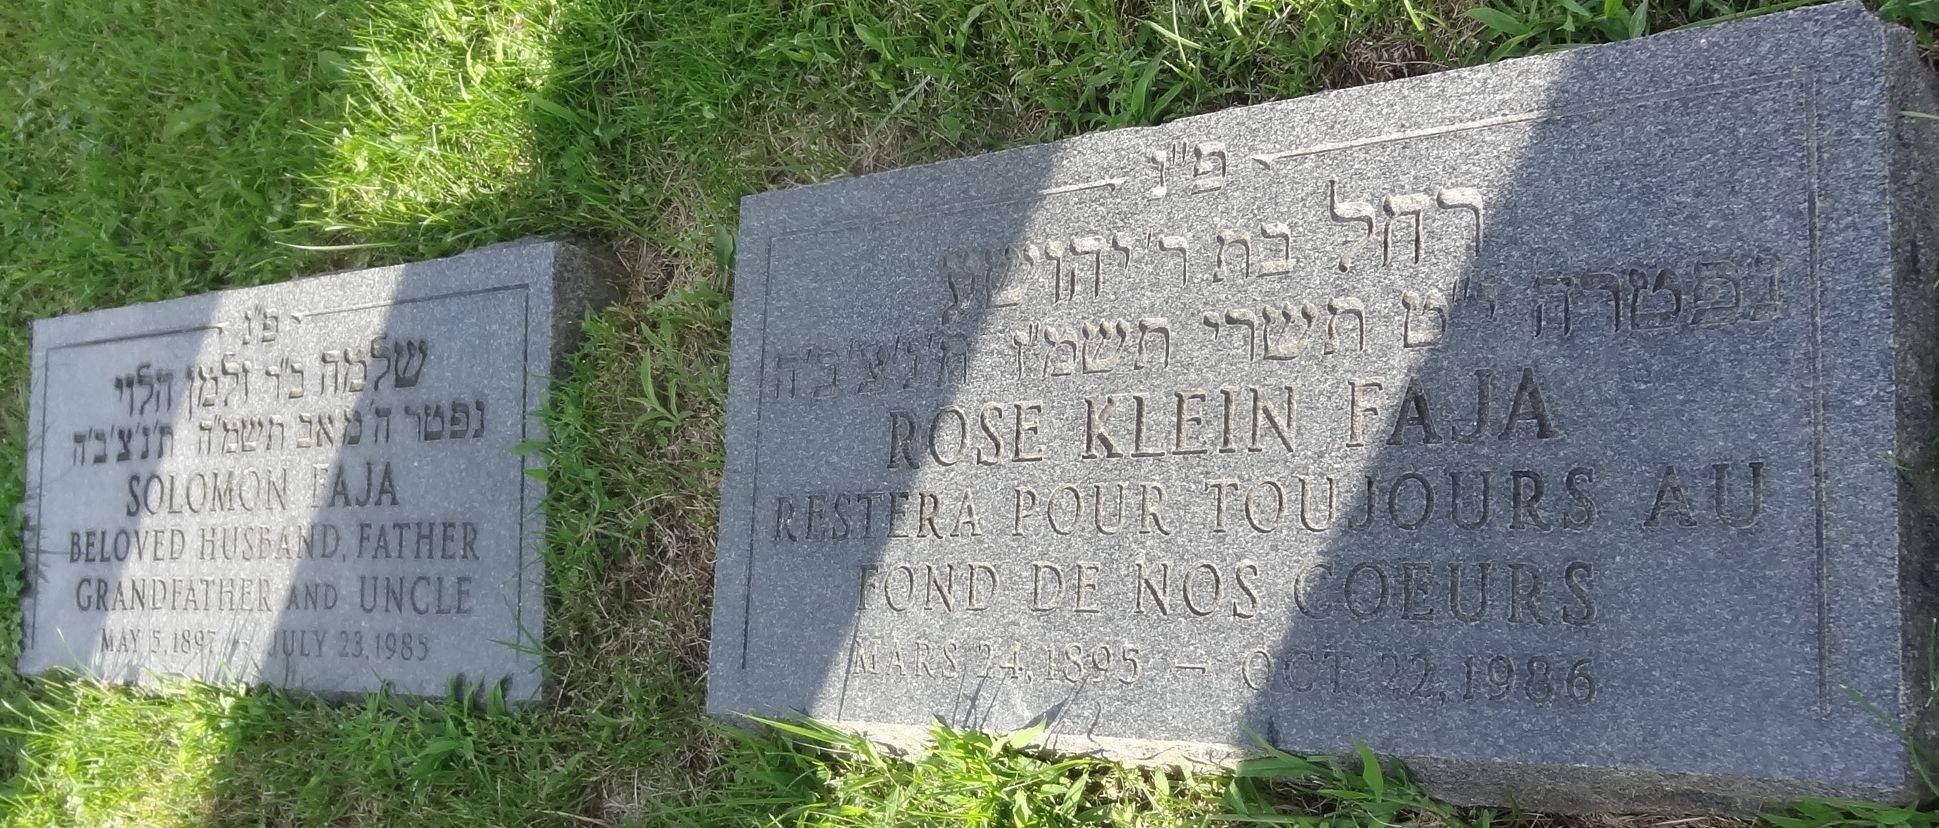 פ"נ
שלמה ב"ר זלמן הלוי
נפטר ה' מאב תשמ"ה ת'נ'צ'ב'ה
SOLOMON FAJA
BELOVED HUSBAND, FATHER
GRANDFATHER AND UNCLE
MAY 5, 1897 – JULY 23, 1985
פ"נ
רחל
בת ר' יהושע
נפטרה י"ט תשרי תשמ"ז ת'נ'צ'ב'ה
ROSE KLEIN FAJA
RESTERA POUR TOUJOURS AU
FOND DE NOS COEURS
MARS 24, 1895 – OCT. 22, 1986